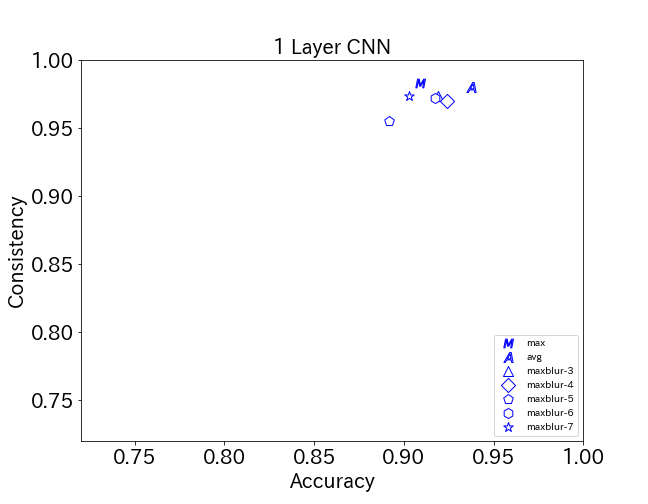 1 Layer CNN
1.00
0.95
0.90
0.85
0.80
0.75
Consistency
M
A
M max
A avg
maxblur-3
maxblur-4
maxblur-5
maxblur-6
maxblur-7
0.75 0.80 0.85 0.90 0.95 1.00
Accuracy